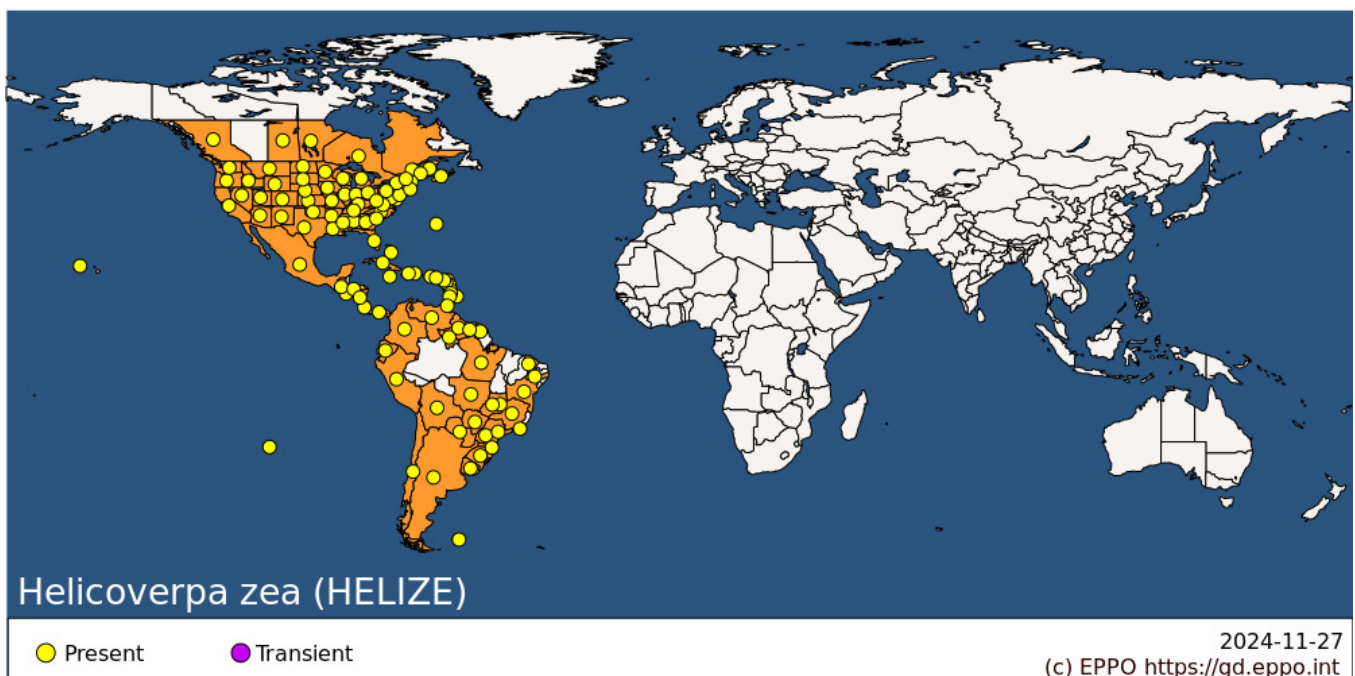 Helicoverpa zea (HELIZE)
Present
Transient
2024-11-27
(c) EPPO https://gd.eppo.int